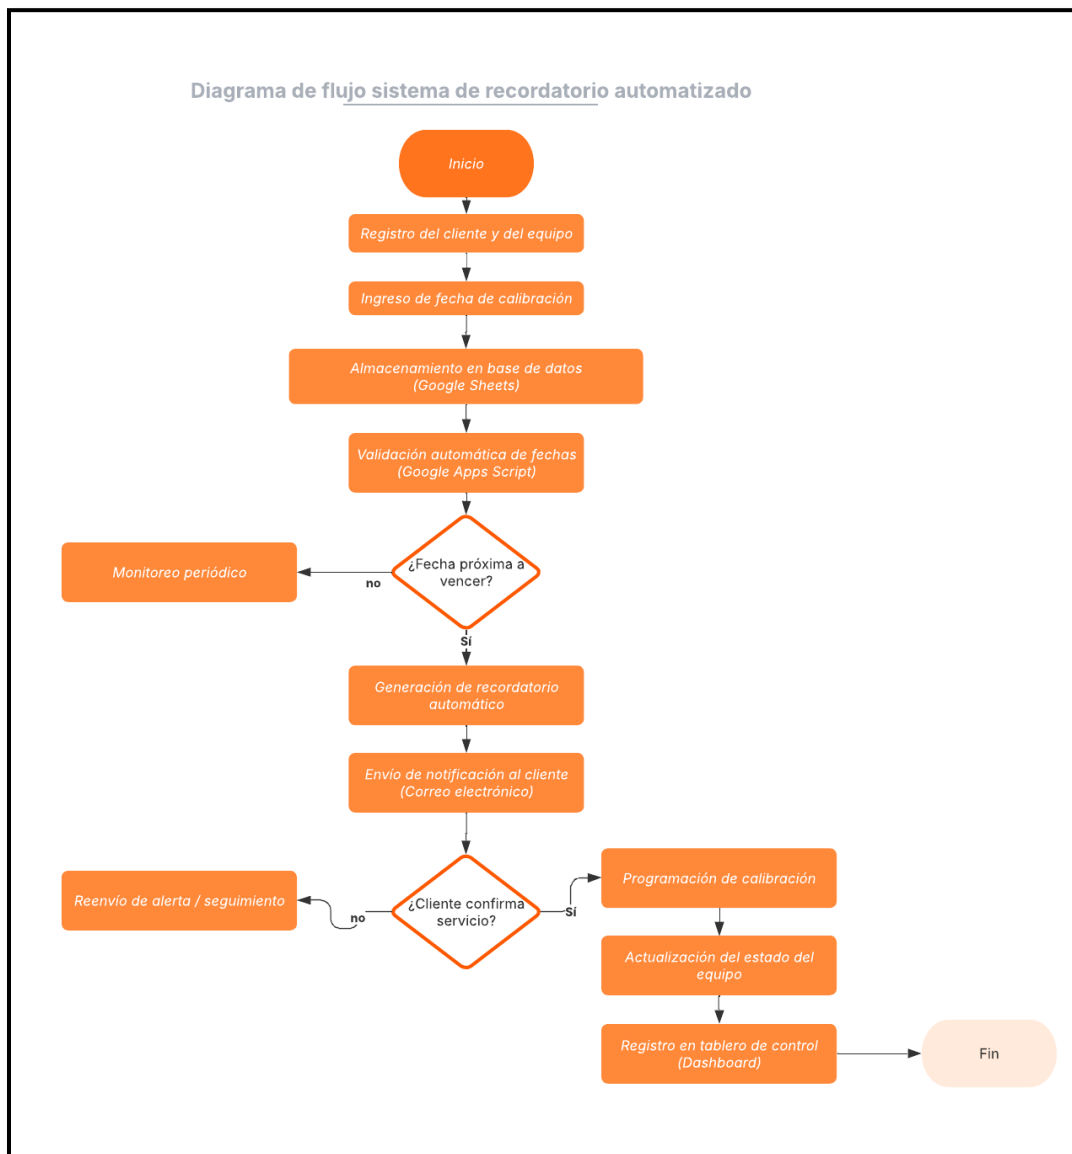 Diagrama de flujo sistema de recordatorio automatizado
Inicio
Registro del cliente y del equipo
Ingreso de fecha de calibración
Almacenamiento en base de datos
(Google Sheets)
Validación automática de fechas
(Google Apps Script)
¿Fecha próxima a
vencer?
no
Monitoreo periódico
Sí
Generación de recordatorio
automático
Envío de notificación al cliente
(Correo electrónico)
¿Cliente confirma
servicio?
no
Reenvío de alerta / seguimiento
Sí
Programación de calibración
Actualización del estado del
equipo
Registro en tablero de control
(Dashboard)
Fin